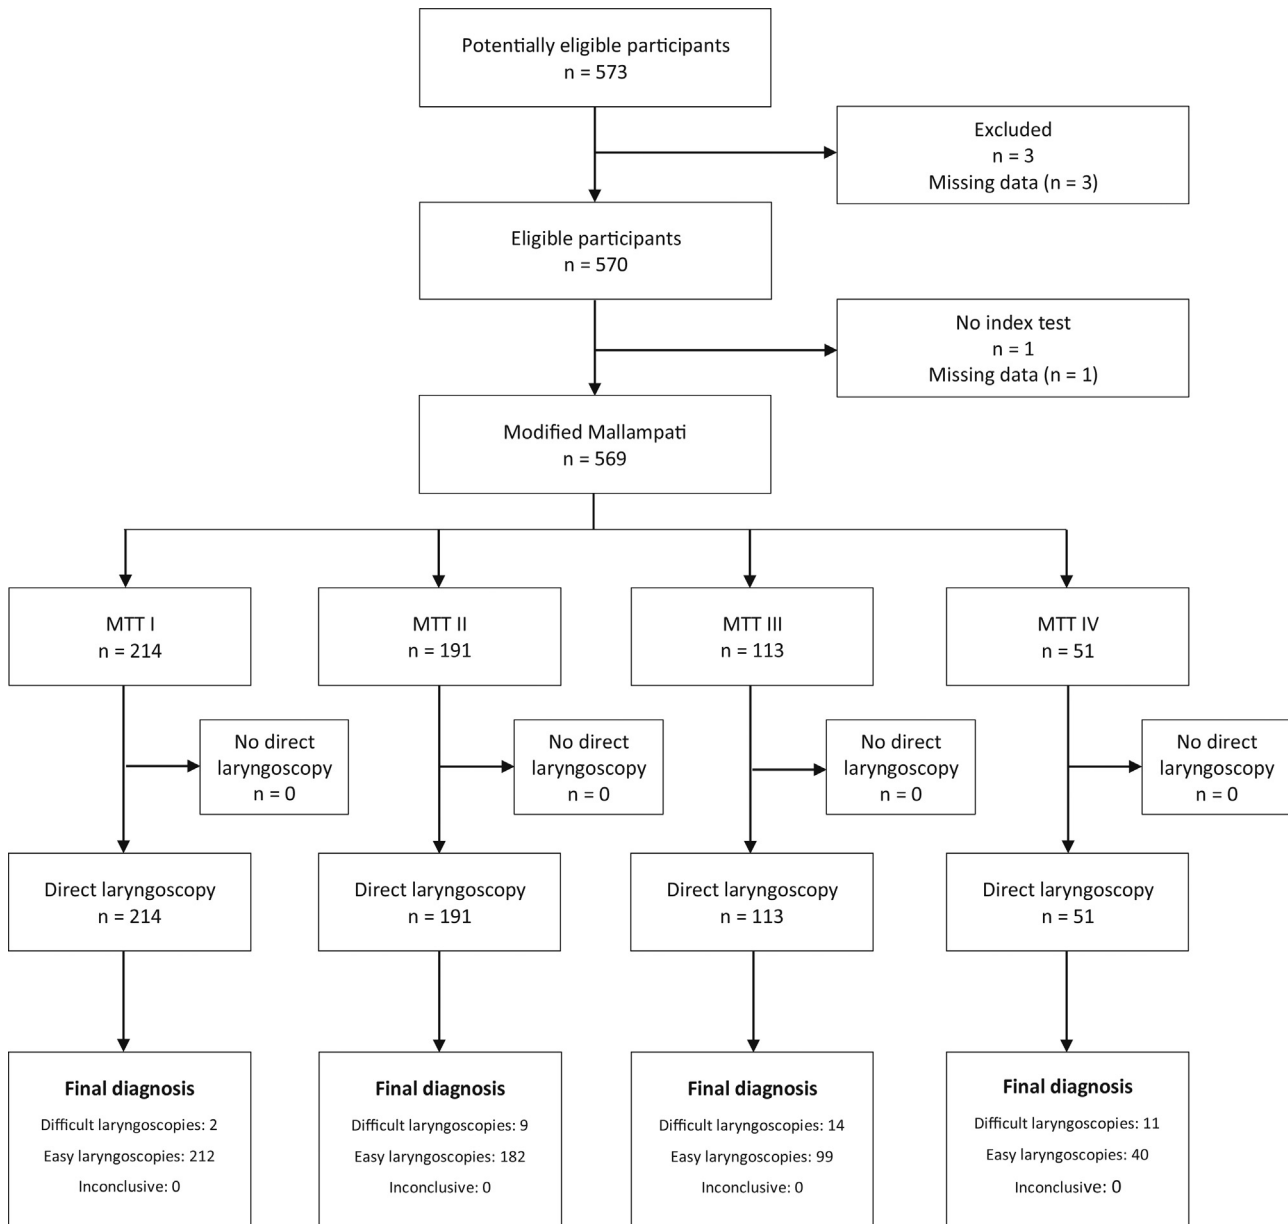 Potentially eligible participants
n = 573
Excluded
n = 3
Missing data (n = 3)
Eligible participants
n = 570
No index test
n = 1
Missing data (n = 1)
Modified Mallampati
n = 569
MTT I
n = 214
MTT II
n = 191
MTT III
n = 113
MTT IV
n = 51
No direct
laryngoscopy
n = 0
No direct
laryngoscopy
n = 0
No direct
laryngoscopy
n = 0
No direct
laryngoscopy
n = 0
Direct laryngoscopy
n = 214
Direct laryngoscopy
n = 191
Direct laryngoscopy
n = 113
Direct laryngoscopy
n = 51
Final diagnosis
Difficult laryngoscopies: 2
Easy laryngoscopies: 212
Inconclusive: 0
Final diagnosis
Difficult laryngoscopies: 9
Easy laryngoscopies: 182
Inconclusive: 0
Final diagnosis
Difficult laryngoscopies: 14
Easy laryngoscopies: 99
Inconclusive: 0
Final diagnosis
Difficult laryngoscopies: 11
Easy laryngoscopies: 40
Inconclusive: 0